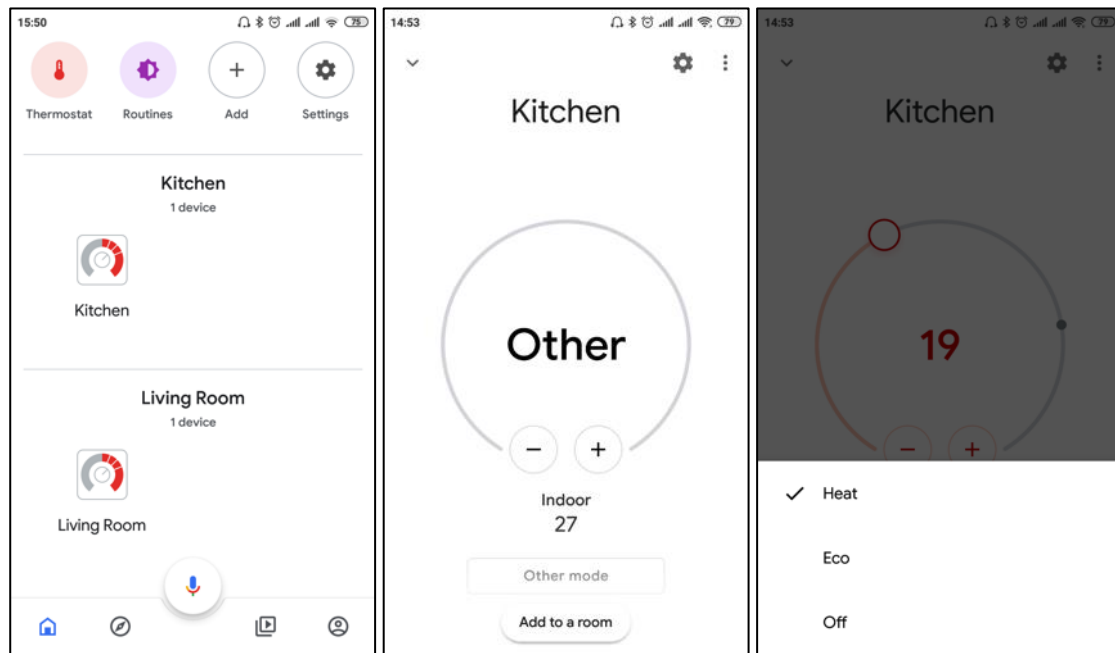 15:50
75
Thermostat
Routines
Add
Settings
Kitchen
1 device
Kitchen
Living Room
1 device
Living Room
14:53
79
Kitchen
Other
Indoor
27
Other mode
Add to a room
14:53
79
Kitchen
19
Heat
Eco
Off